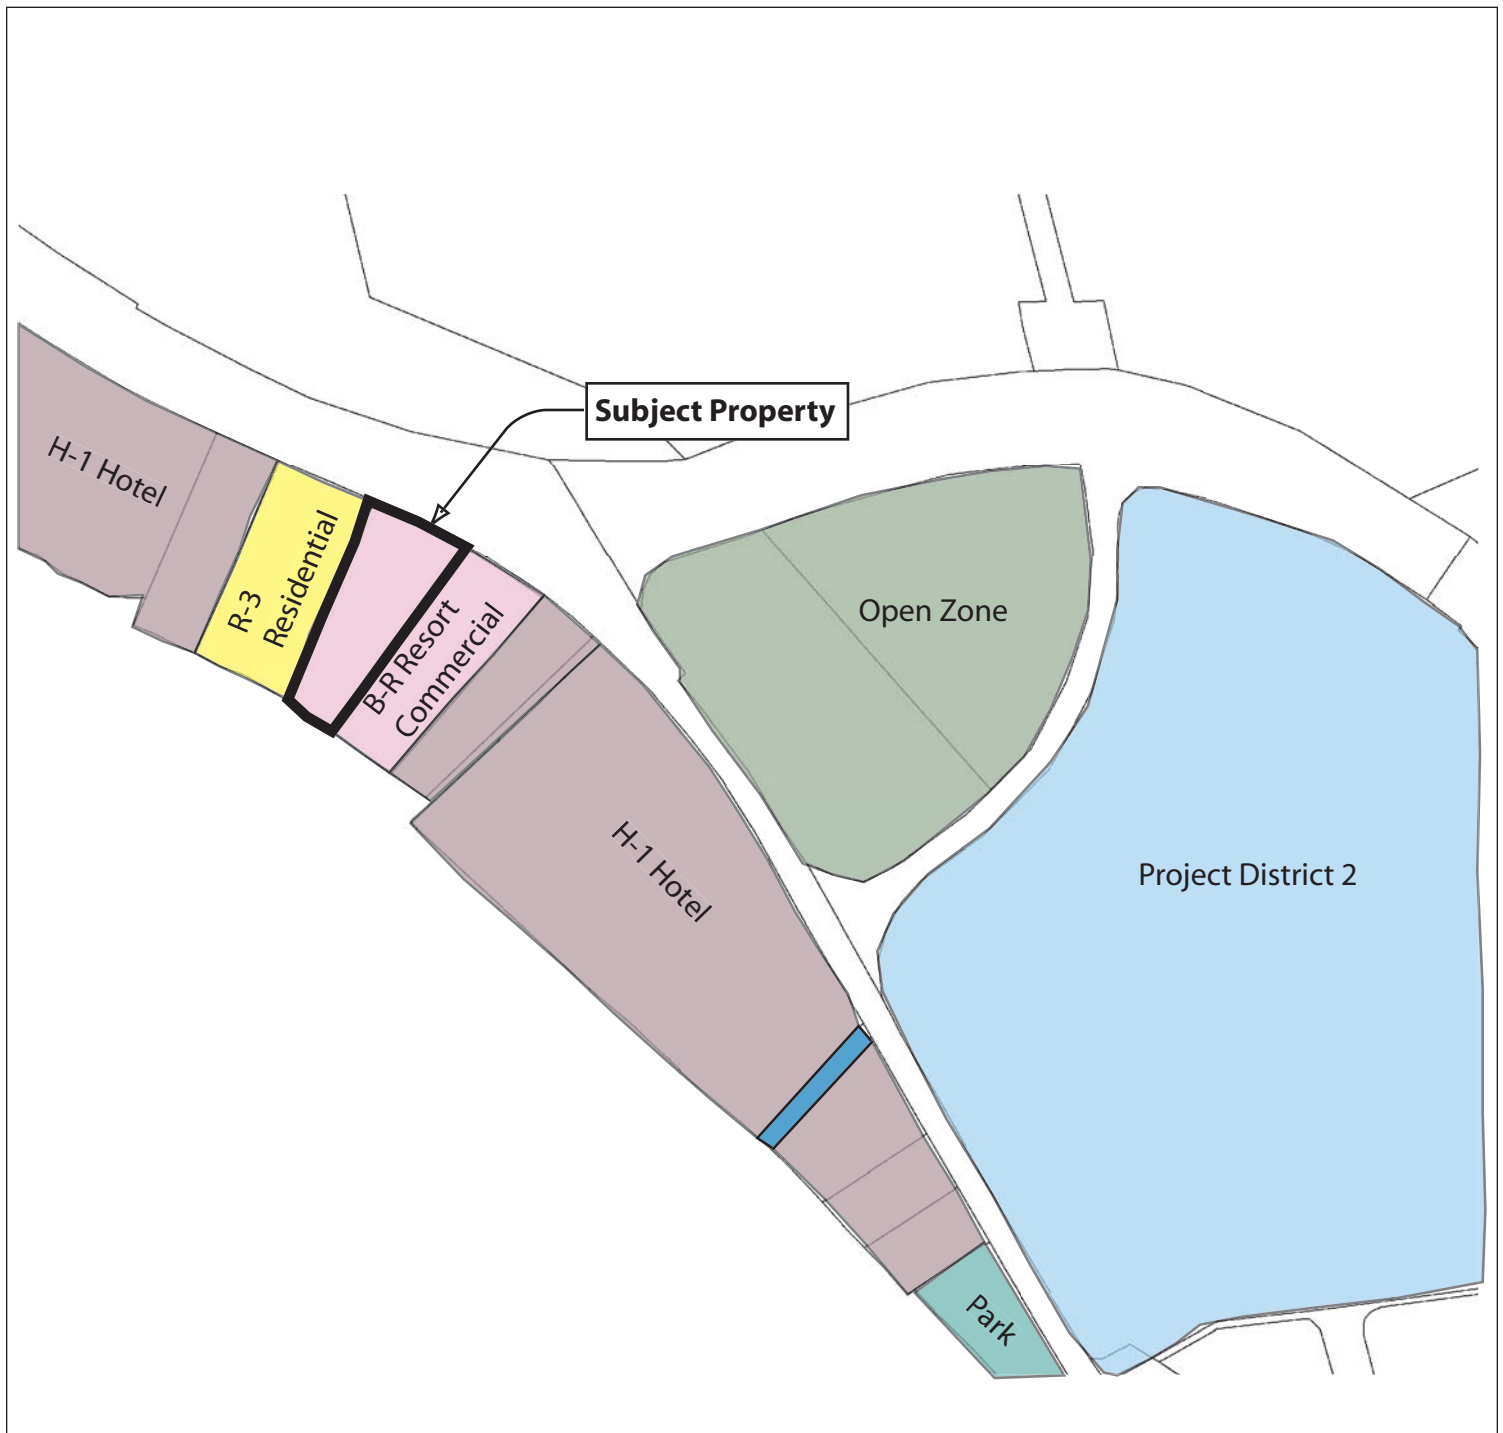 Subject Property
H-1 Hotel
R-3
Residential
B-R Resort
Commercial
Open Zone
H-1 Hotel
Project District 2
Park